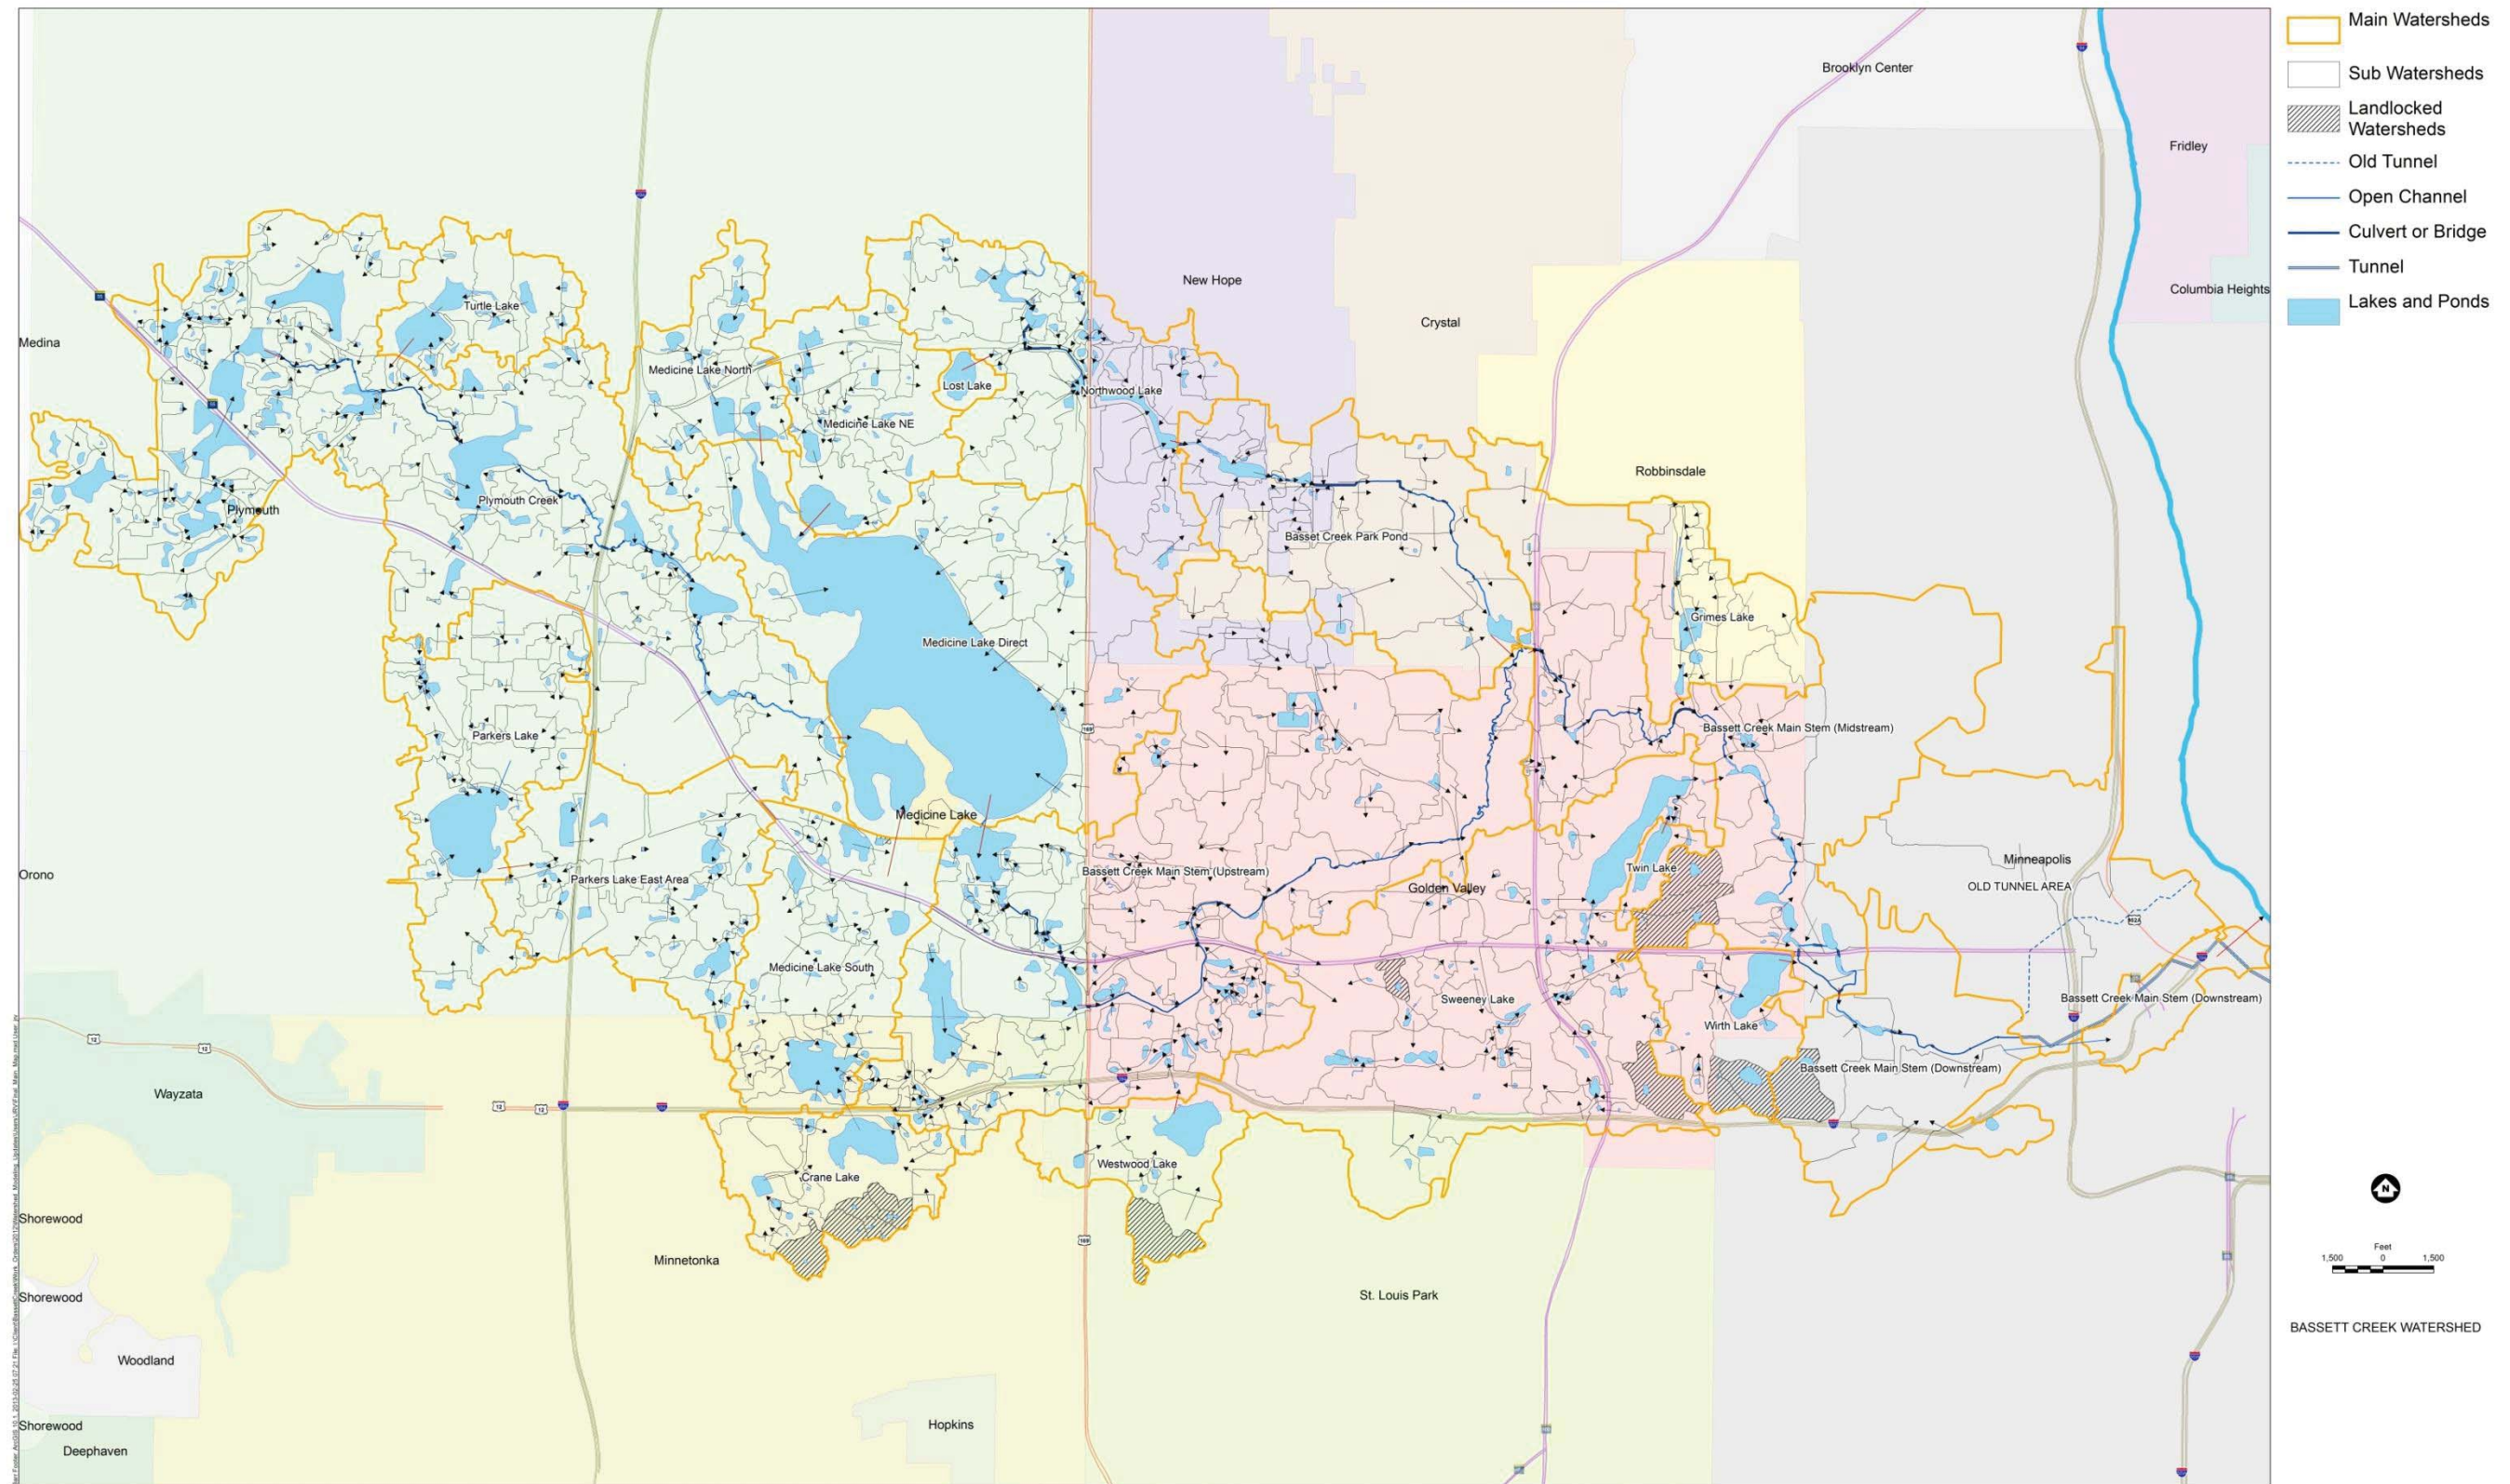 Main Watersheds
Sub Watersheds
Landlocked
Watersheds
Old Tunnel
Open Channel
Culvert or Bridge
Tunnel
Lakes and Ponds
Brooklyn Center
Fridley
New Hope
Columbia Heights
Turtle Lake
Crystal
Medina
Medicine Lake North
Lost Lake
Northwood Lake
Medicine Lake NE
Robbinsdale
Plymouth Creek
Plymouth
Basset Creek Park Pond
Grimes Lake
Medicine Lake Direct
Parkers Lake
169
Bassett Creek Main Stem (Midstream)
Medicine Lake
Minneapolis
Twin Lake
Orono
Parkers Lake East Area
Bassett Creek Main Stem (Upstream)
Golden Valley
OLD TUNNEL AREA
Medicine Lake South
Sweeney Lake
Bassett Creek Main Stem (Downstream)
Wirth Lake
12
12
Bassett Creek Main Stem (Downstream)
Wayzata
12
12
Westwood Lake
Crane Lake
N
Shorewood
169
Minnetonka
Feet
1,500 0 1,500
Shorewood
St. Louis Park
BASSETT CREEK WATERSHED
Woodland
Shorewood
Hopkins
Deephaven